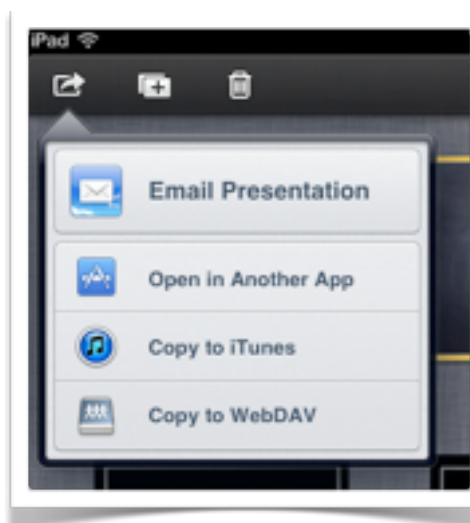 iPad
Email Presentation
Open in Another App
Copy to iTunes
Copy to WebDAV